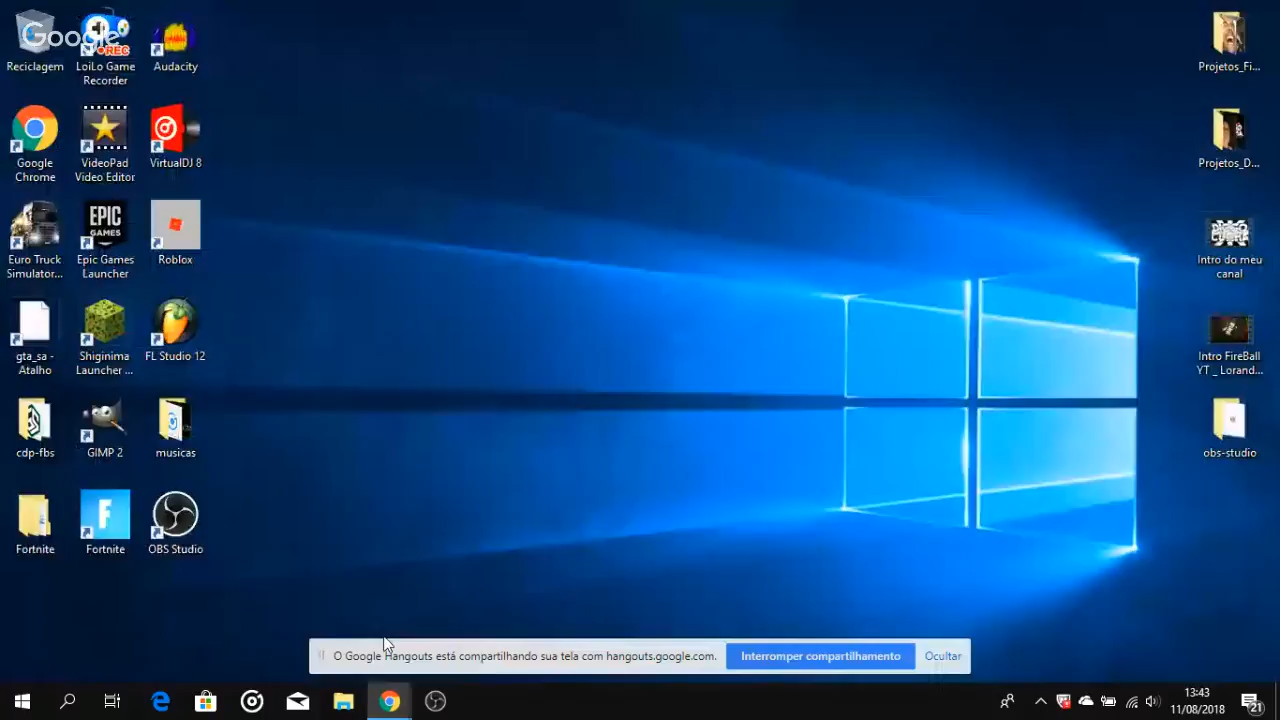 Google
Reciclagem
REC
LoiLo Game
Recorder
Audacity
Google
Chrome
VideoPad
Video Editor
VirtualDJ 8
Euro Truck
Simulator...
EPIC
GAMES
Epic Games
Launcher
Roblox
gta_sa -
Atalho
Shiginima
Launcher ...
FL Studio 12
cdp-fbs
GIMP 2
musicas
Fortnite
F
Fortnite
OBS Studio
Projetos_Fi...
Projetos_D...
Intro do meu
canal
Intro FireBall
YT _ Lorand...
obs-studio
O Google Hangouts está compartilhando sua tela com hangouts.google.com.
Interromper compartilhamento
Ocultar
13:43
11/08/2018
21